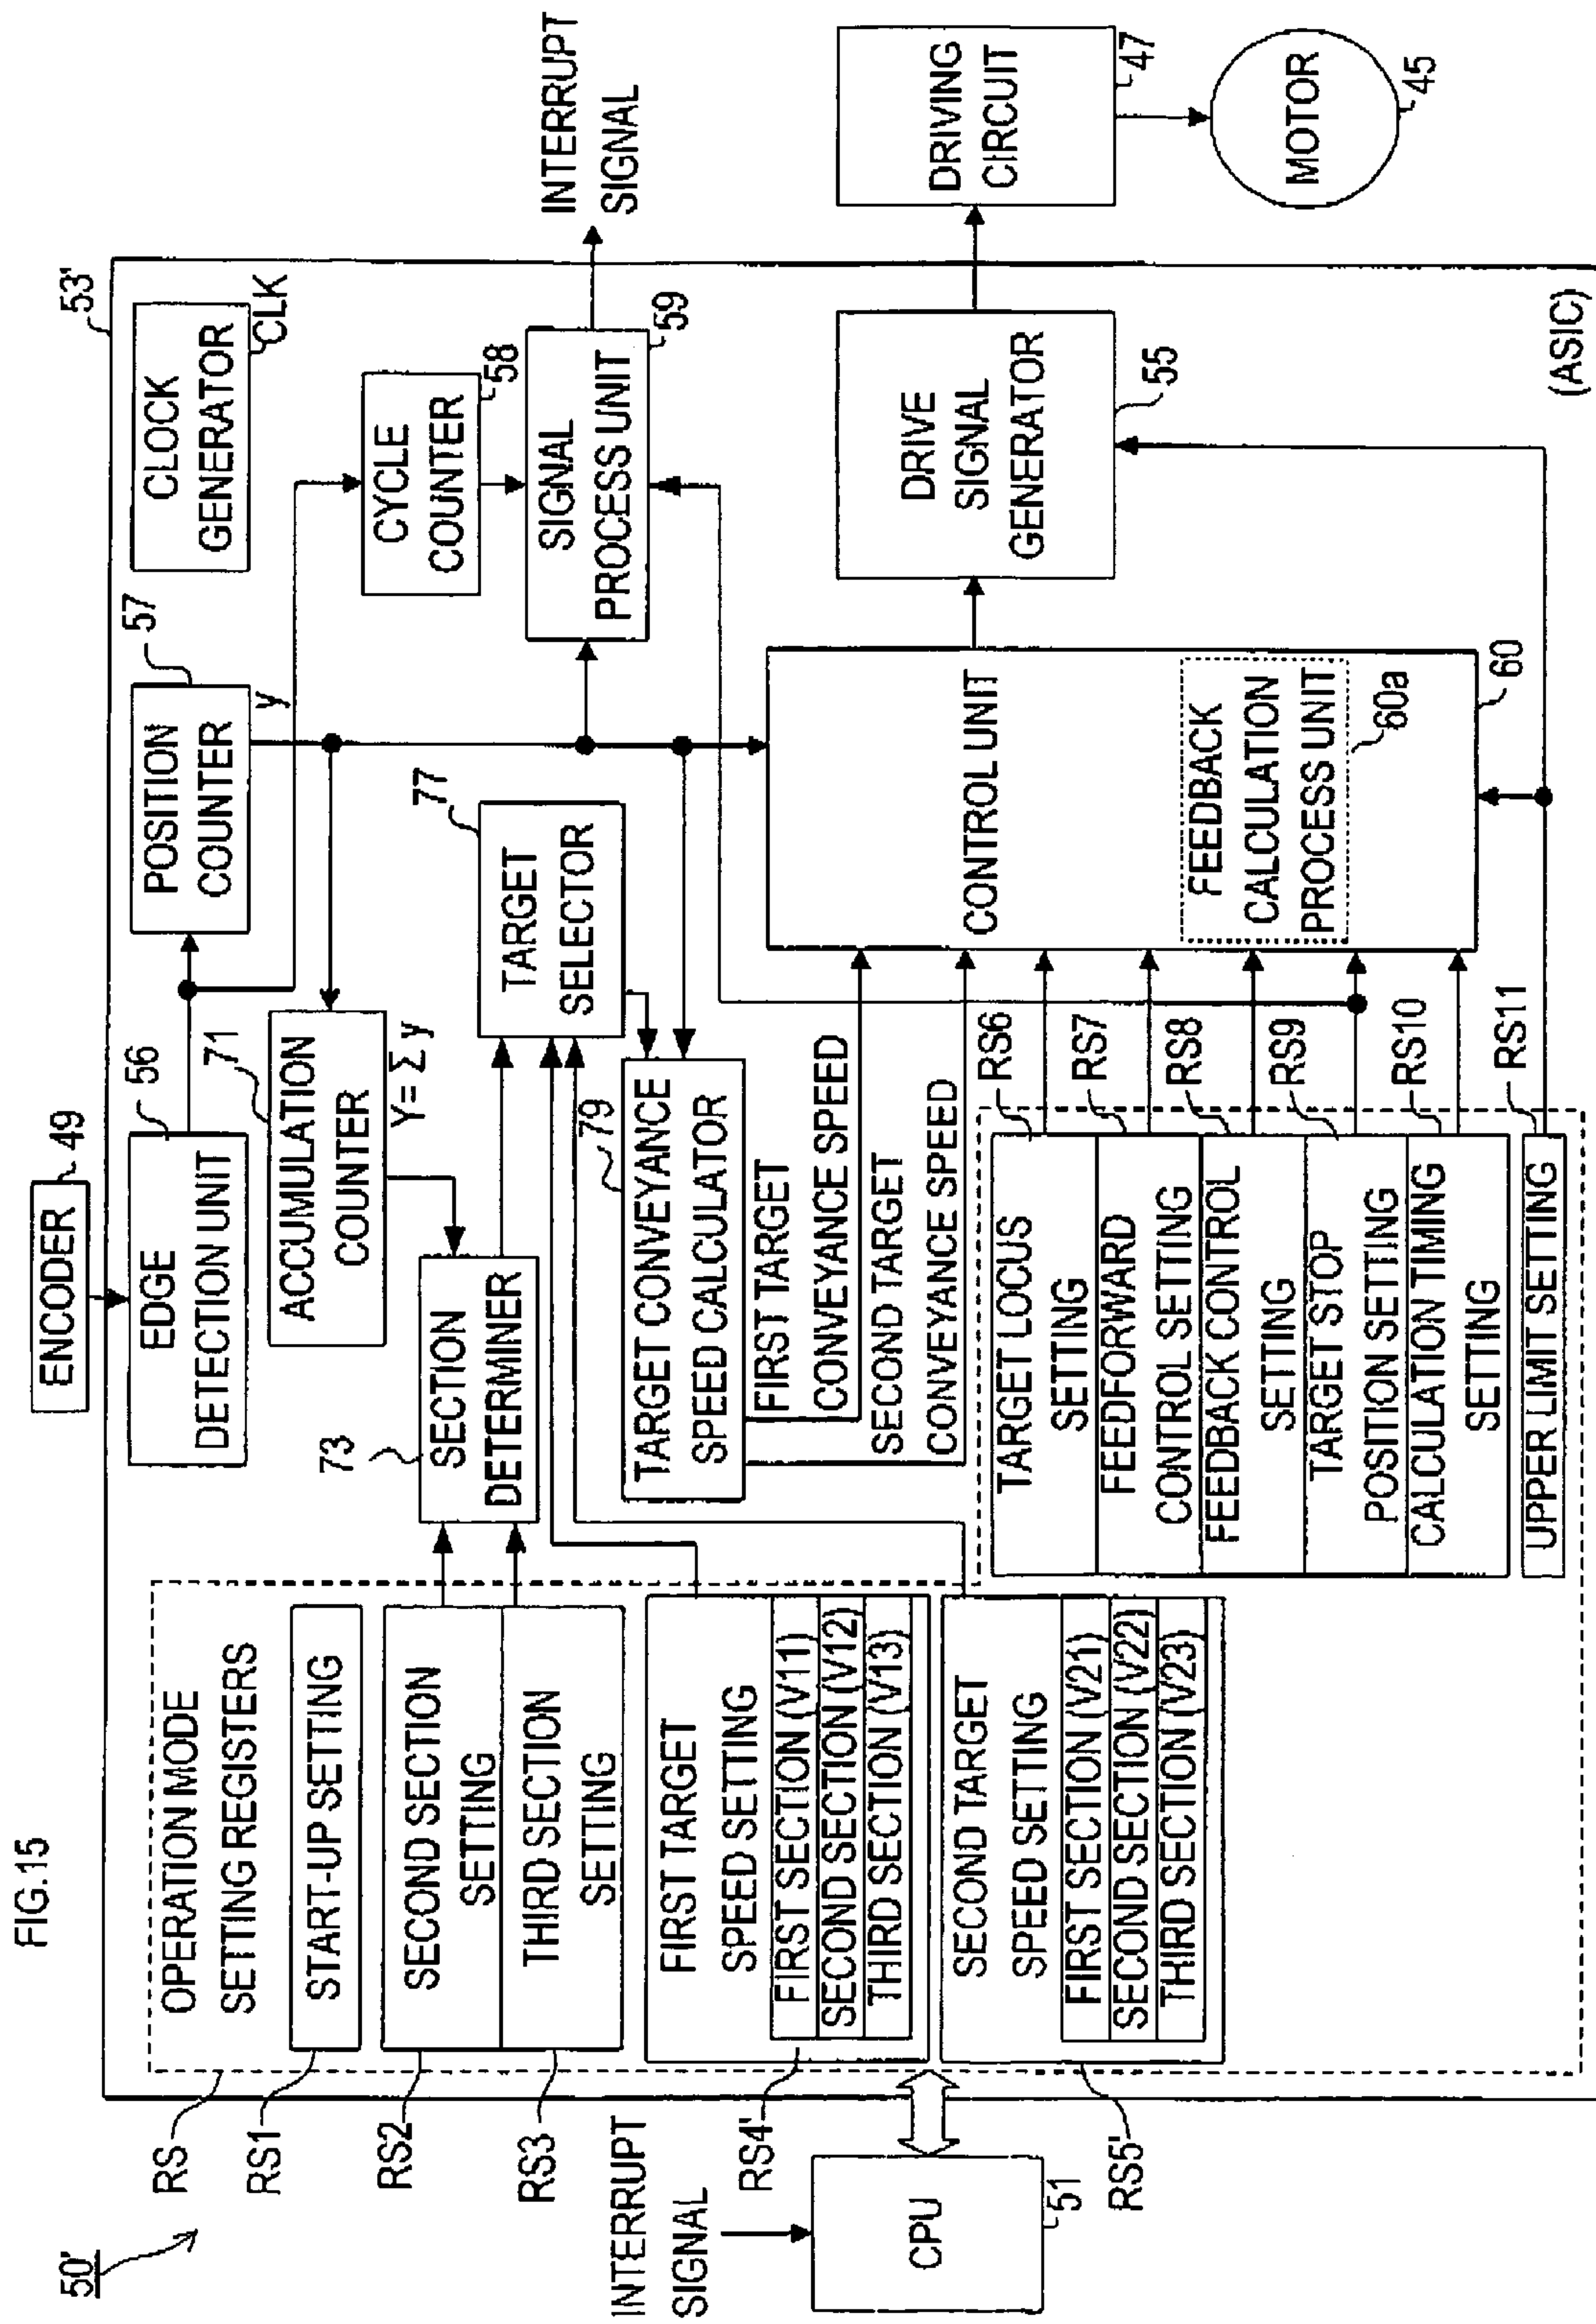 FIG.15
50'
ENCODER
49
53'
EDGE
DETECTION UNIT
56
POSITION
COUNTER
57
y
CLOCK
GENERATOR
CLK
ACCUMULATION
COUNTER
71
Y=Σy
CYCLE
COUNTER
58
SIGNAL
PROCESS UNIT
59
INTERRUPT
SIGNAL
SECTION
DETERMINER
73
TARGET
SELECTOR
77
TARGET CONVEYANCE
SPEED CALCULATOR
79
FIRST TARGET
CONVEYANCE SPEED
SECOND TARGET
CONVEYANCE SPEED
CONTROL UNIT
FEEDBACK
CALCULATION
PROCESS UNIT
60a
60
DRIVE
SIGNAL
GENERATOR
55
DRIVING
CIRCUIT
47
MOTOR
45
(ASIC)
OPERATION MODE
SETTING REGISTERS
RS
START-UP SETTING
RS1
SECOND SECTION
SETTING
RS2
THIRD SECTION
SETTING
RS3
FIRST TARGET
SPEED SETTING
FIRST SECTION (V11)
SECOND SECTION (V12)
THIRD SECTION (V13)
RS4'
SECOND TARGET
SPEED SETTING
FIRST SECTION (V21)
SECOND SECTION (V22)
THIRD SECTION (V23)
RS5'
INTERRUPT
SIGNAL
CPU
51
TARGET LOCUS
SETTING
RS6
FEEDFORWARD
CONTROL SETTING
RS7
FEEDBACK CONTROL
SETTING
RS8
TARGET STOP
POSITION SETTING
RS9
CALCULATION TIMING
SETTING
RS10
UPPER LIMIT SETTING
RS11